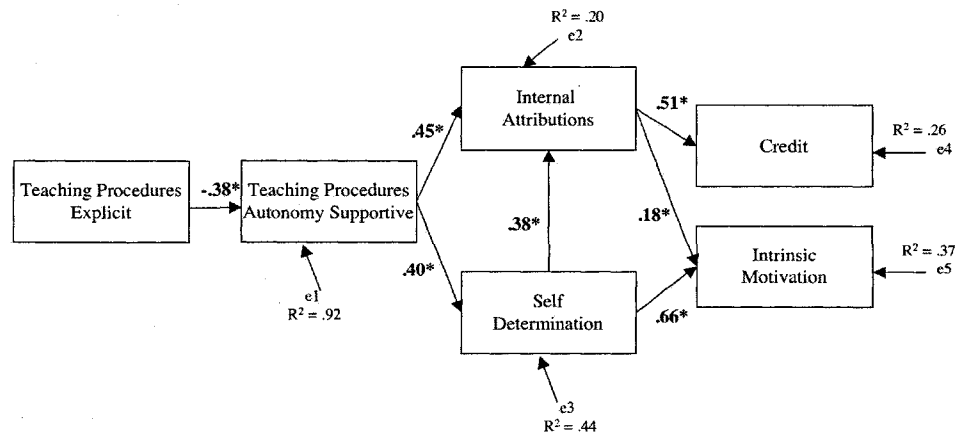 R² = .20
e2
Internal
Attributions
.51*
R² = .26
e4
Credit
.45*
Teaching Procedures
Explicit
-.38*
Teaching Procedures
Autonomy Supportive
.38*
.18*
R² = .37
e5
Intrinsic
Motivation
.40*
e1
R² = .92
Self
Determination
.66*
e3
R² = .44